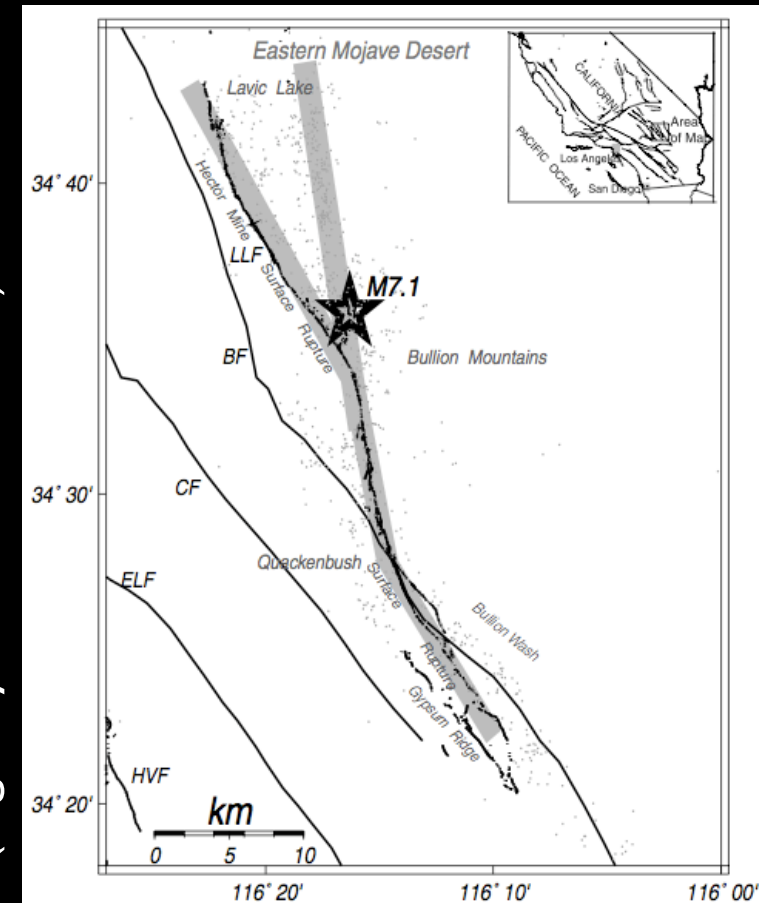 Eastern Mojave Desert
Lavic Lake
CALIFORNIA
Area
of Map
PACIFIC OCEAN
Los Angeles
San Diego
34° 40'
Hector Mine Surface Rupture
LLF
M7.1
BF
Bullion Mountains
CF
34° 30'
Quackenbush
Surface Rupture
ELF
Bullion Wash
Gypsum Ridge
HVF
34° 20'
km
0 5 10
116° 20' 116° 10' 116° 00'